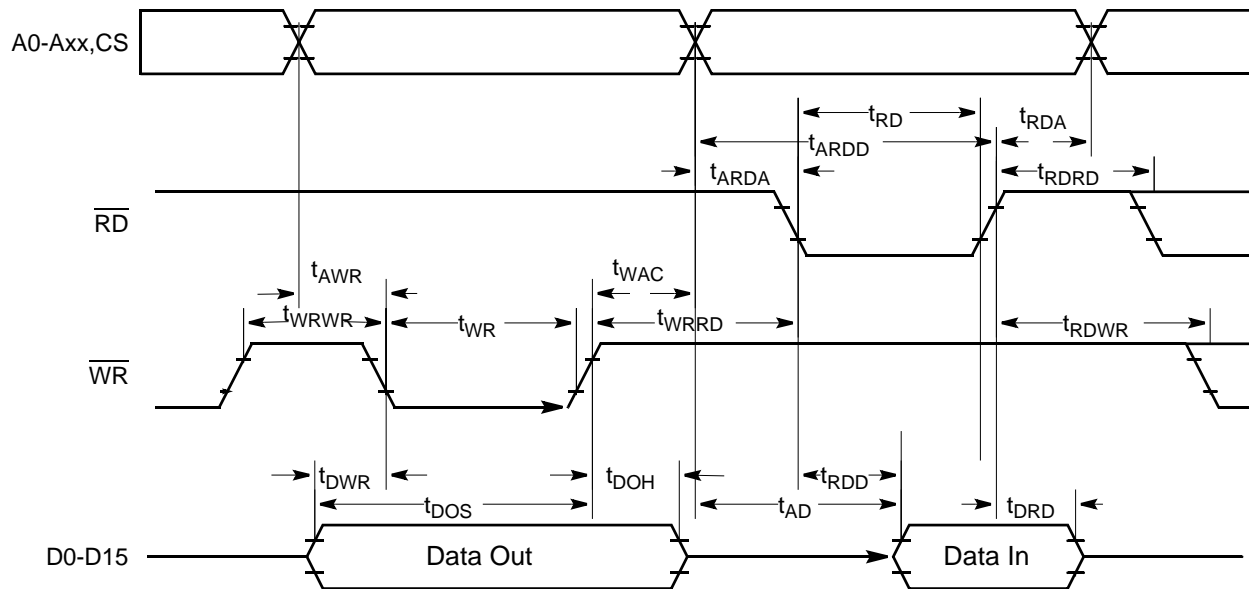 A0-Axx,CS
tRD
tRDA
tARDD
tARDA
tRDRD
RD
tAWR
tWAC
tWRWR
tWR
tWRRD
tRDWR
WR
tDWR
tDOH
tRDD
tDOS
tAD
tDRD
D0-D15
Data Out
Data In